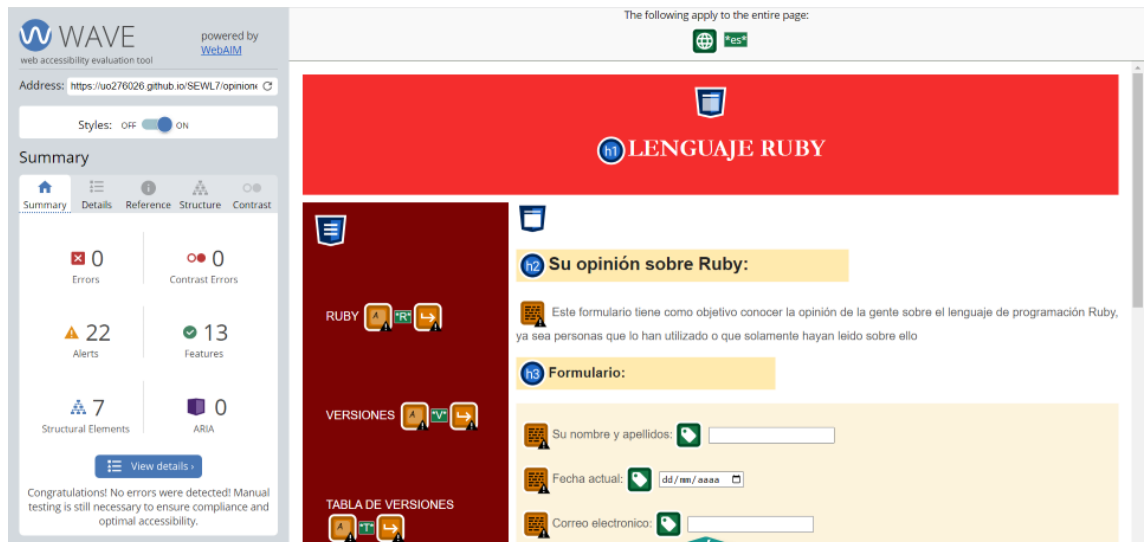 WAVE
web accessibility evaluation tool
powered by
WebAIM
Address: https://uo276026.github.io/SEWL7/opinion
Styles: OFF ON
Summary
Summary Details Reference Structure Contrast
0 Errors
0 Contrast Errors
22 Alerts
13 Features
7 Structural Elements
0 ARIA
View details ›
Congratulations! No errors were detected! Manual
testing is still necessary to ensure compliance and
optimal accessibility.
The following apply to the entire page:
*es*
h1 LENGUAJE RUBY
RUBY A *R*
VERSIONES A *V*
TABLA DE VERSIONES
A *T*
h2 Su opinión sobre Ruby:
Este formulario tiene como objetivo conocer la opinión de la gente sobre el lenguaje de programación Ruby,
ya sea personas que lo han utilizado o que solamente hayan leido sobre ello
h3 Formulario:
Su nombre y apellidos:
Fecha actual: dd/mm/aaaa
Correo electronico: